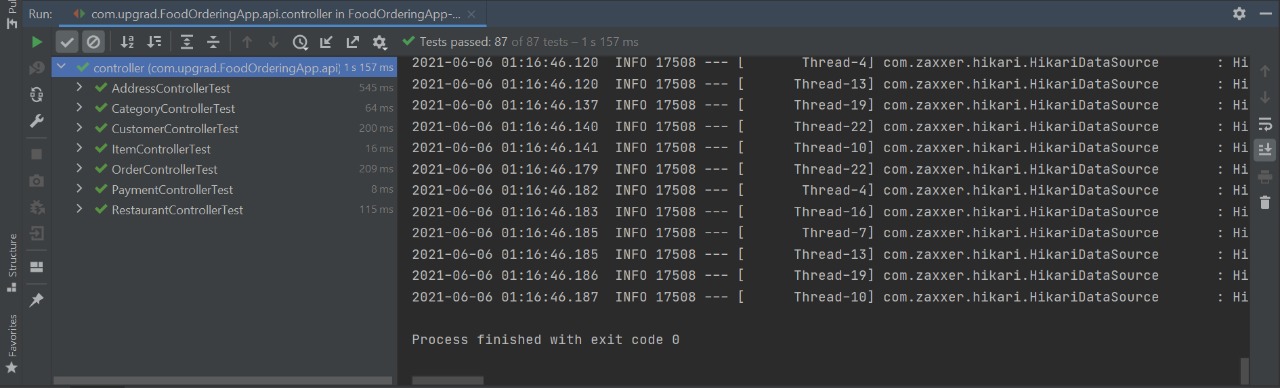 Run: com.upgrad.FoodOrderingApp.api.controller in FoodOrderingApp-...
Tests passed: 87 of 87 tests – 1 s 157 ms
controller (com.upgrad.FoodOrderingApp.api) 1 s 157 ms
AddressControllerTest 545 ms
CategoryControllerTest 64 ms
CustomerControllerTest 200 ms
ItemControllerTest 16 ms
OrderControllerTest 209 ms
PaymentControllerTest 8 ms
RestaurantControllerTest 115 ms
2021-06-06 01:16:46.120 INFO 17508 --- [ Thread-4] com.zaxxer.hikari.HikariDataSource : Hi
2021-06-06 01:16:46.120 INFO 17508 --- [ Thread-13] com.zaxxer.hikari.HikariDataSource : Hi
2021-06-06 01:16:46.137 INFO 17508 --- [ Thread-19] com.zaxxer.hikari.HikariDataSource : Hi
2021-06-06 01:16:46.140 INFO 17508 --- [ Thread-22] com.zaxxer.hikari.HikariDataSource : Hi
2021-06-06 01:16:46.141 INFO 17508 --- [ Thread-10] com.zaxxer.hikari.HikariDataSource : Hi
2021-06-06 01:16:46.179 INFO 17508 --- [ Thread-22] com.zaxxer.hikari.HikariDataSource : Hi
2021-06-06 01:16:46.182 INFO 17508 --- [ Thread-4] com.zaxxer.hikari.HikariDataSource : Hi
2021-06-06 01:16:46.183 INFO 17508 --- [ Thread-16] com.zaxxer.hikari.HikariDataSource : Hi
2021-06-06 01:16:46.185 INFO 17508 --- [ Thread-7] com.zaxxer.hikari.HikariDataSource : Hi
2021-06-06 01:16:46.185 INFO 17508 --- [ Thread-13] com.zaxxer.hikari.HikariDataSource : Hi
2021-06-06 01:16:46.186 INFO 17508 --- [ Thread-19] com.zaxxer.hikari.HikariDataSource : Hi
2021-06-06 01:16:46.187 INFO 17508 --- [ Thread-10] com.zaxxer.hikari.HikariDataSource : Hi
Process finished with exit code 0
Structure
Favorites